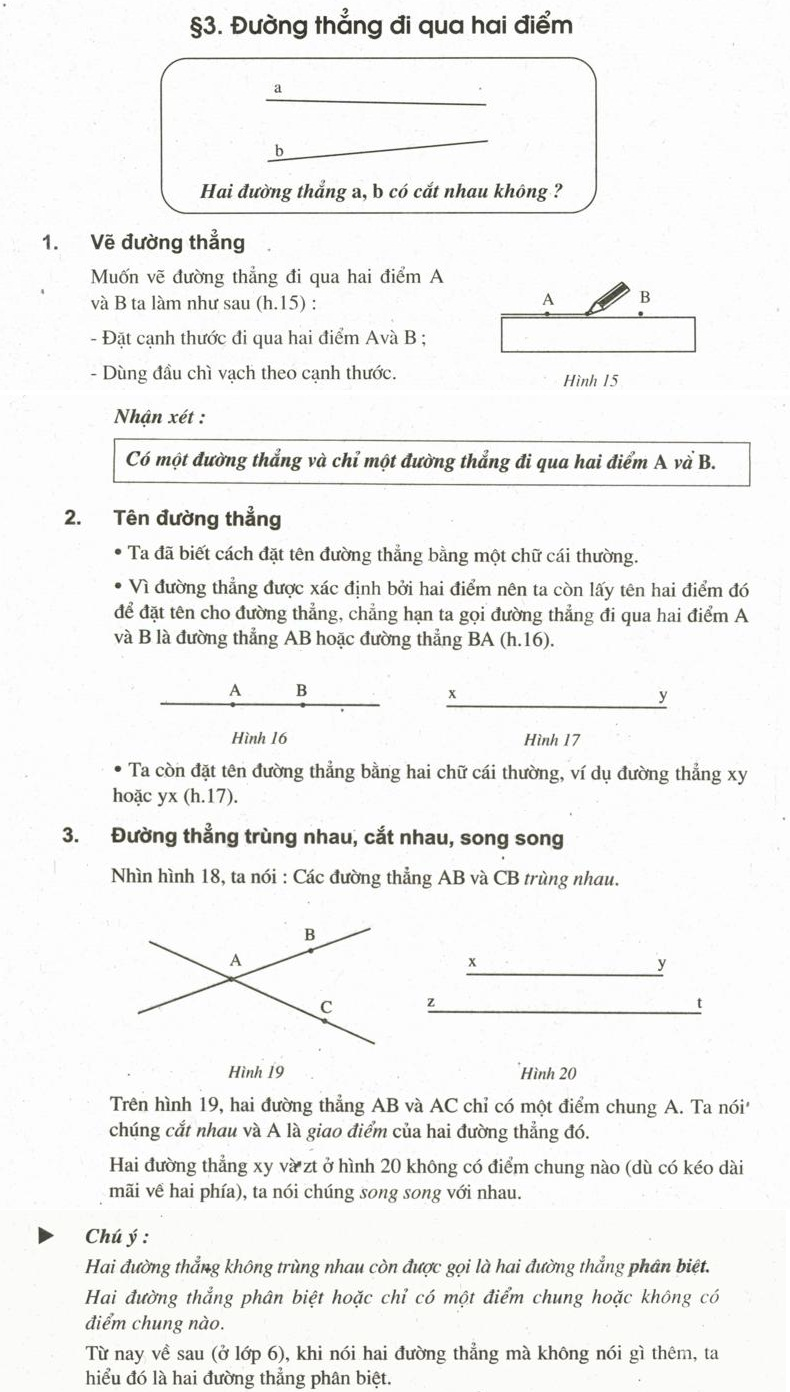 §3. Đường thẳng đi qua hai điểm
a
b
Hai đường thẳng a, b có cắt nhau không ?
1. Vẽ đường thẳng
Muốn vẽ đường thẳng đi qua hai điểm A
và B ta làm như sau (h.15) :
- Đặt cạnh thước đi qua hai điểm Avà B ;
- Dùng đầu chì vạch theo cạnh thước.
A B
Hình 15
Nhận xét :
Có một đường thẳng và chỉ một đường thẳng đi qua hai điểm A và B.
2. Tên đường thẳng
• Ta đã biết cách đặt tên đường thẳng bằng một chữ cái thường.
• Vì đường thẳng được xác định bởi hai điểm nên ta còn lấy tên hai điểm đó
để đặt tên cho đường thẳng, chẳng hạn ta gọi đường thẳng đi qua hai điểm A
và B là đường thẳng AB hoặc đường thẳng BA (h.16).
A B x y
Hình 16 Hình 17
• Ta còn đặt tên đường thẳng bằng hai chữ cái thường, ví dụ đường thẳng xy
hoặc yx (h.17).
3. Đường thẳng trùng nhau, cắt nhau, song song
Nhìn hình 18, ta nói : Các đường thẳng AB và CB trùng nhau.
B
A x y
C z t
Hình 19 Hình 20
Trên hình 19, hai đường thẳng AB và AC chỉ có một điểm chung A. Ta nói
chúng cắt nhau và A là giao điểm của hai đường thẳng đó.
Hai đường thẳng xy và zt ở hình 20 không có điểm chung nào (dù có kéo dài
mãi về hai phía), ta nói chúng song song với nhau.
Chú ý :
Hai đường thẳng không trùng nhau còn được gọi là hai đường thẳng phân biệt.
Hai đường thẳng phân biệt hoặc chỉ có một điểm chung hoặc không có
điểm chung nào.
Từ nay về sau (ở lớp 6), khi nói hai đường thẳng mà không nói gì thêm, ta
hiểu đó là hai đường thẳng phân biệt.